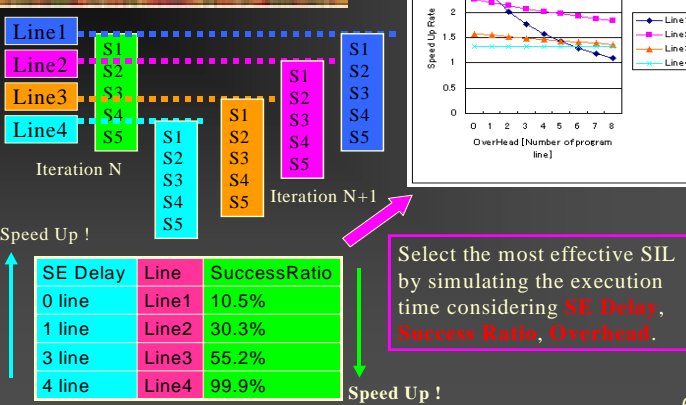 Line1
Line2
Line3
Line4
S1
S2
S3
S4
S5
S1
S2
S3
S4
S5
S1
S2
S3
S4
S5
S1
S2
S3
S4
S5
S1
S2
S3
S4
S5
Iteration N
Iteration N+1
Speed Up Rate
2
1.5
1
0.5
0
0 1 2 3 4 5 6 7 8
OverHead [Number of program
line]
Line
Line
Line
Line
Speed Up !
SE Delay Line SuccessRatio
0 line Line1 10.5%
1 line Line2 30.3%
3 line Line3 55.2%
4 line Line4 99.9%
Speed Up !
Select the most effective SIL
by simulating the execution
time considering SE Delay,
Success Ratio, Overhead.